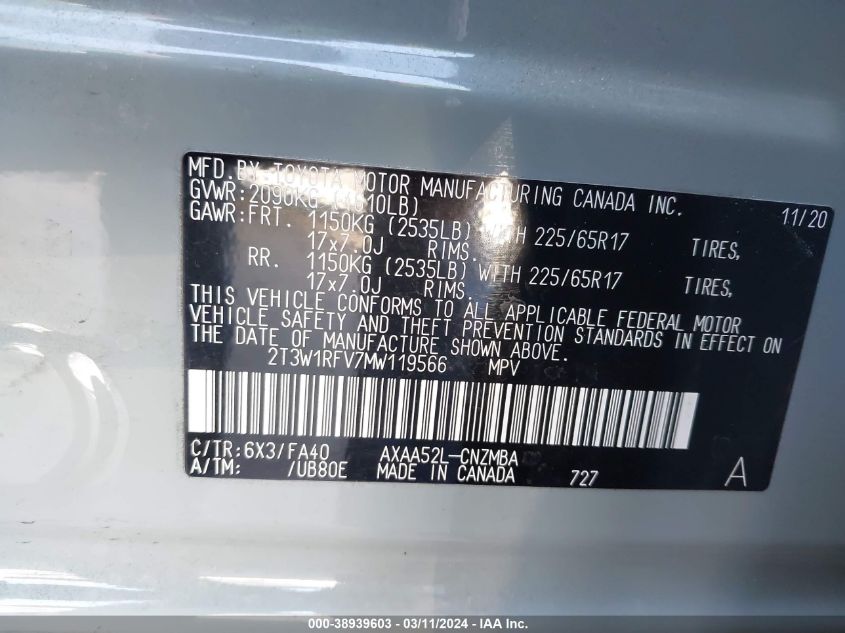 MFD.BY:TOYOTA MOTOR MANUFACTURING CANADA INC. 11/20
GVWR:2090KG (4610LB)
GAWR:FRT. 1150KG (2535LB) WITH 225/65R17 TIRES,
17x7.0J RIMS.
RR. 1150KG (2535LB) WITH 225/65R17 TIRES,
17x7.0J RIMS.
THIS VEHICLE CONFORMS TO ALL APPLICABLE FEDERAL MOTOR
VEHICLE SAFETY AND THEFT PREVENTION STANDARDS IN EFFECT ON
THE DATE OF MANUFACTURE SHOWN ABOVE.
2T3W1RFV7MW119566 MPV
C/TR:6X3/FA40 AXAA52L-CNZMBA
A/TM: /UB80E MADE IN CANADA 727 A
000-38939603 - 03/11/2024 - IAA Inc.